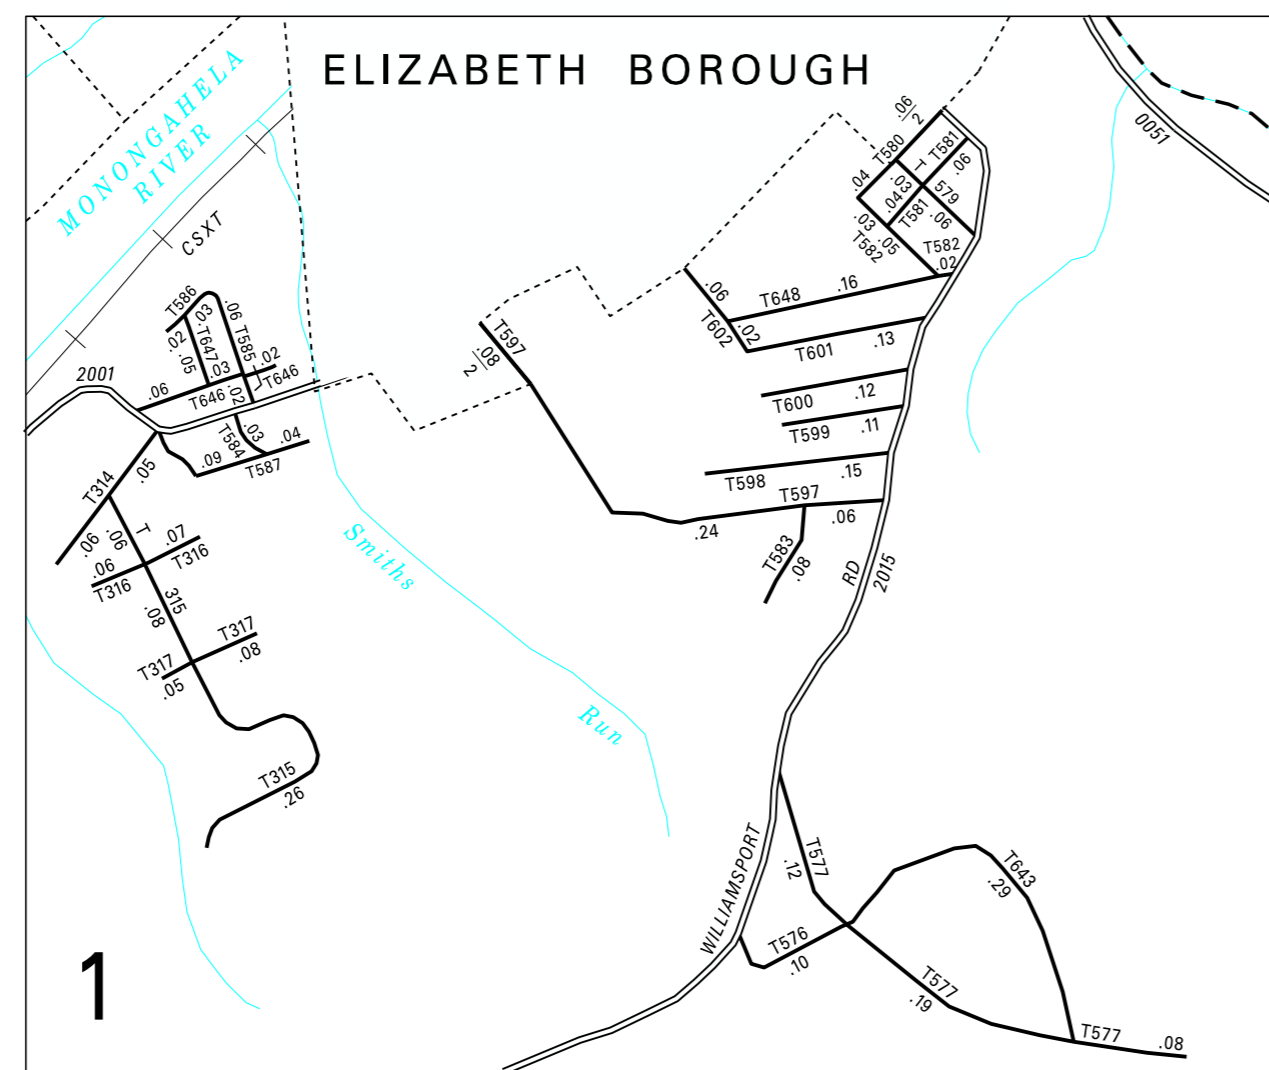 ELIZABETH BOROUGH
MONONGAHELA
RIVER
CSXT
0051
.06
2
T580
T581
.06
.04
.03
T
579
.04
T581
.06
.03
.05
T582
T582
.02
.06
T648
.16
T602
.02
T601
.13
T597
.08
2
T600
.12
T599
.11
T598
.15
T597
.24
.06
T583
.08
RD
2015
T586
.03
.06
.02
T647
T585
.05
.03
.02
T646
2001
.06
T646
.02
.03
T584
.04
.09
T587
T314
.05
.06
.06
T
.07
T316
.06
T316
315
.08
T317
.08
T317
.05
T315
.26
Smiths
Run
WILLIAMSPORT
T577
.12
T643
.29
T576
.10
T577
.19
T577
.08
1